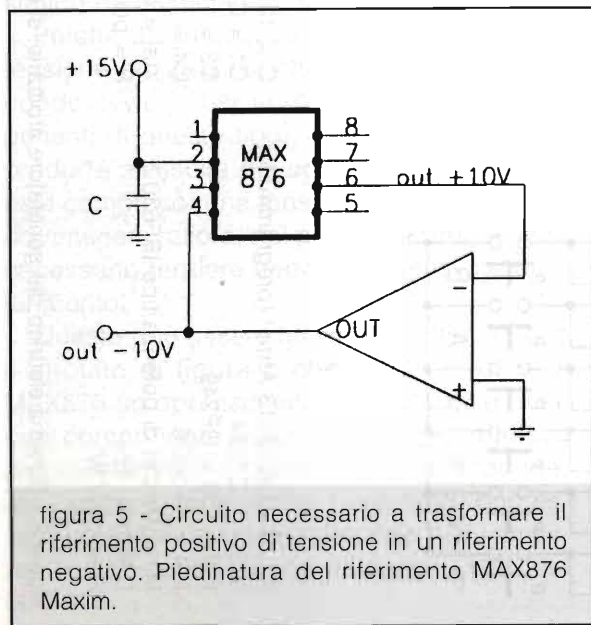 +15V
1
2
3
4
MAX
876
8
7
6
5
out +10V
C
−
OUT
+
out -10V
figura 5 - Circuito necessario a trasformare il
riferimento positivo di tensione in un riferimento
negativo. Piedinatura del riferimento MAX876
Maxim.